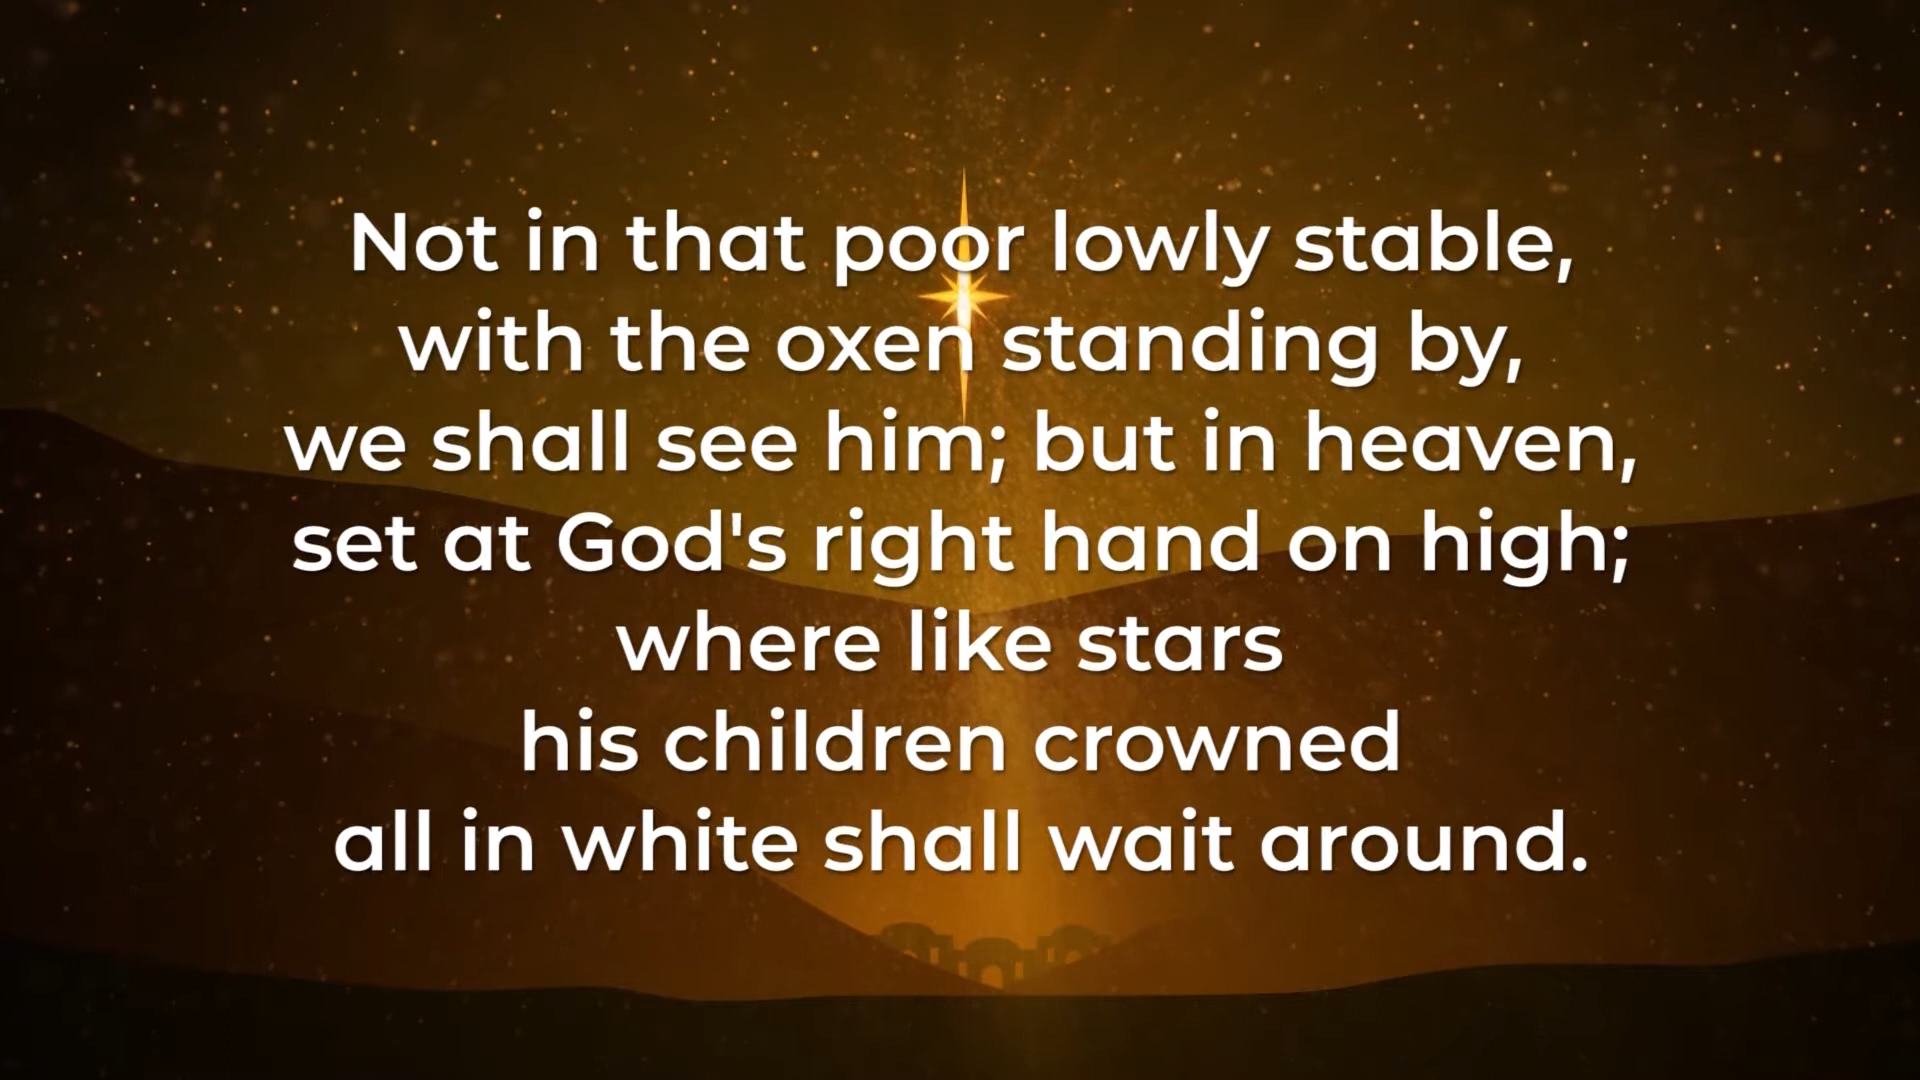 Not in that poor lowly stable,
with the oxen standing by,
we shall see him; but in heaven,
set at God's right hand on high;
where like stars
his children crowned
all in white shall wait around.